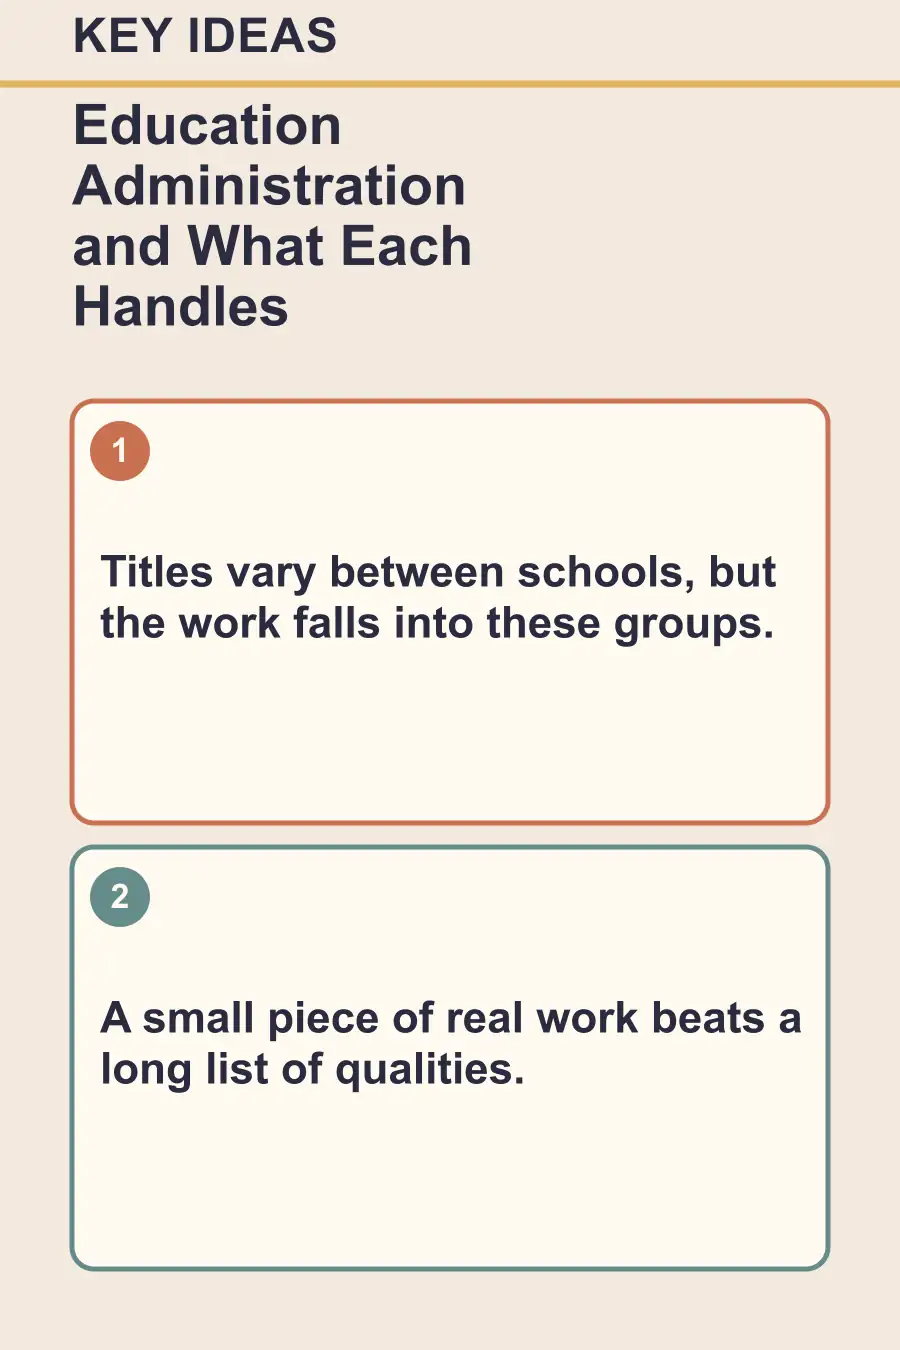 KEY IDEAS
Education
Administration
and What Each
Handles
1
Titles vary between schools, but
the work falls into these groups.
2
A small piece of real work beats a
long list of qualities.